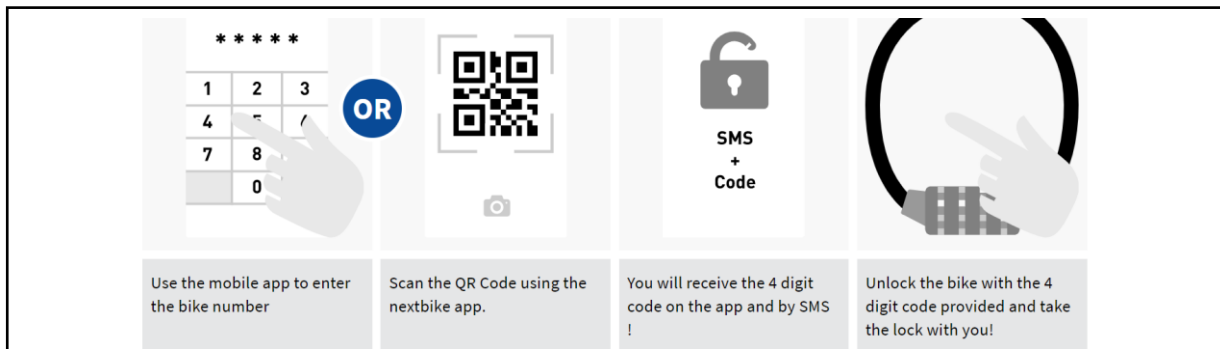 * * * * *
1 2 3
4 5
7 8
0
OR
SMS
+
Code
Use the mobile app to enter
the bike number
Scan the QR Code using the
nextbike app.
You will receive the 4 digit
code on the app and by SMS
!
Unlock the bike with the 4
digit code provided and take
the lock with you!